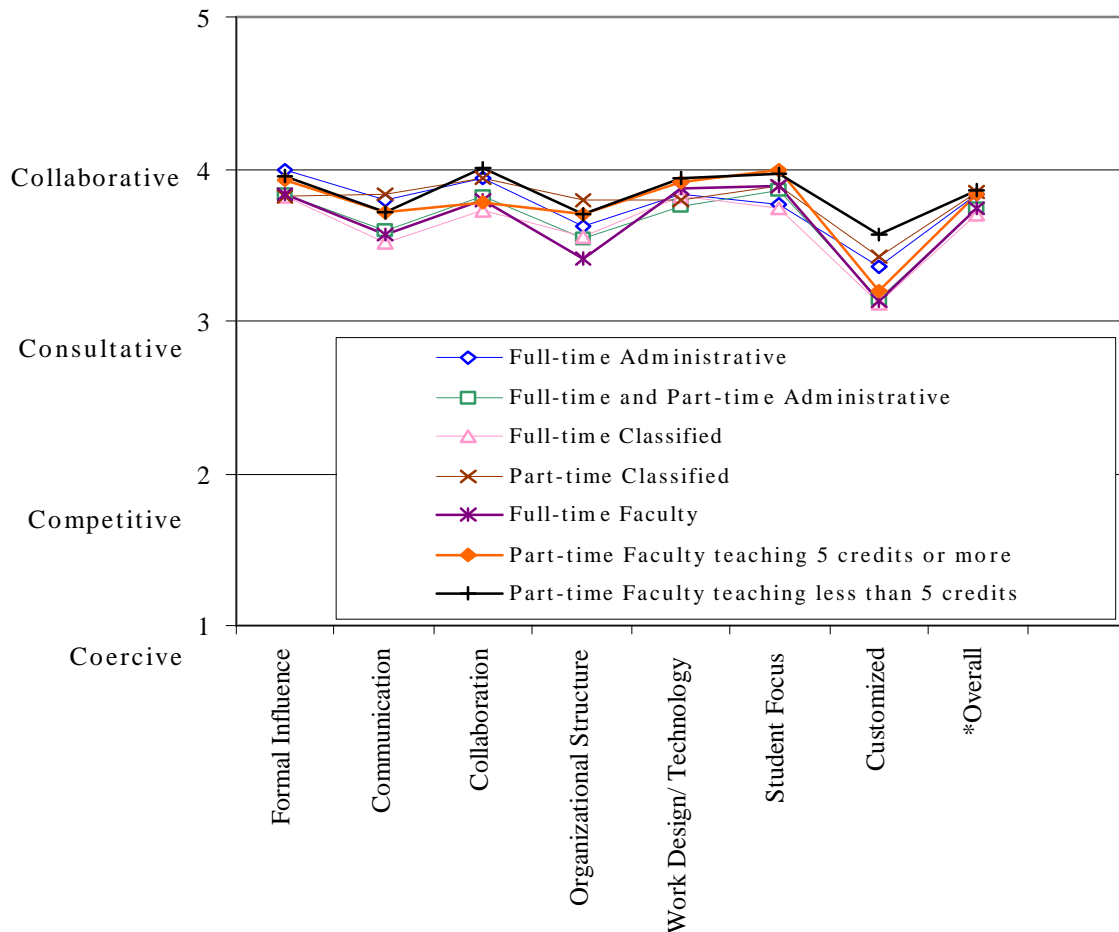 5
4
Collaborative
3
Consultative
2
Competitive
1
Coercive
Full-time Administrative
Full-time and Part-time Administrative
Full-time Classified
Part-time Classified
Full-time Faculty
Part-time Faculty teaching 5 credits or more
Part-time Faculty teaching less than 5 credits
Formal Influence
Communication
Collaboration
Organizational Structure
Work Design/ Technology
Student Focus
Customized
*Overall